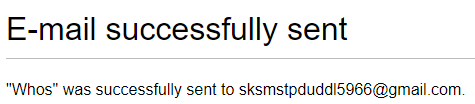 E-mail successfully sent
"Whos" was successfully sent to sksmstpduddl5966@gmail.com.